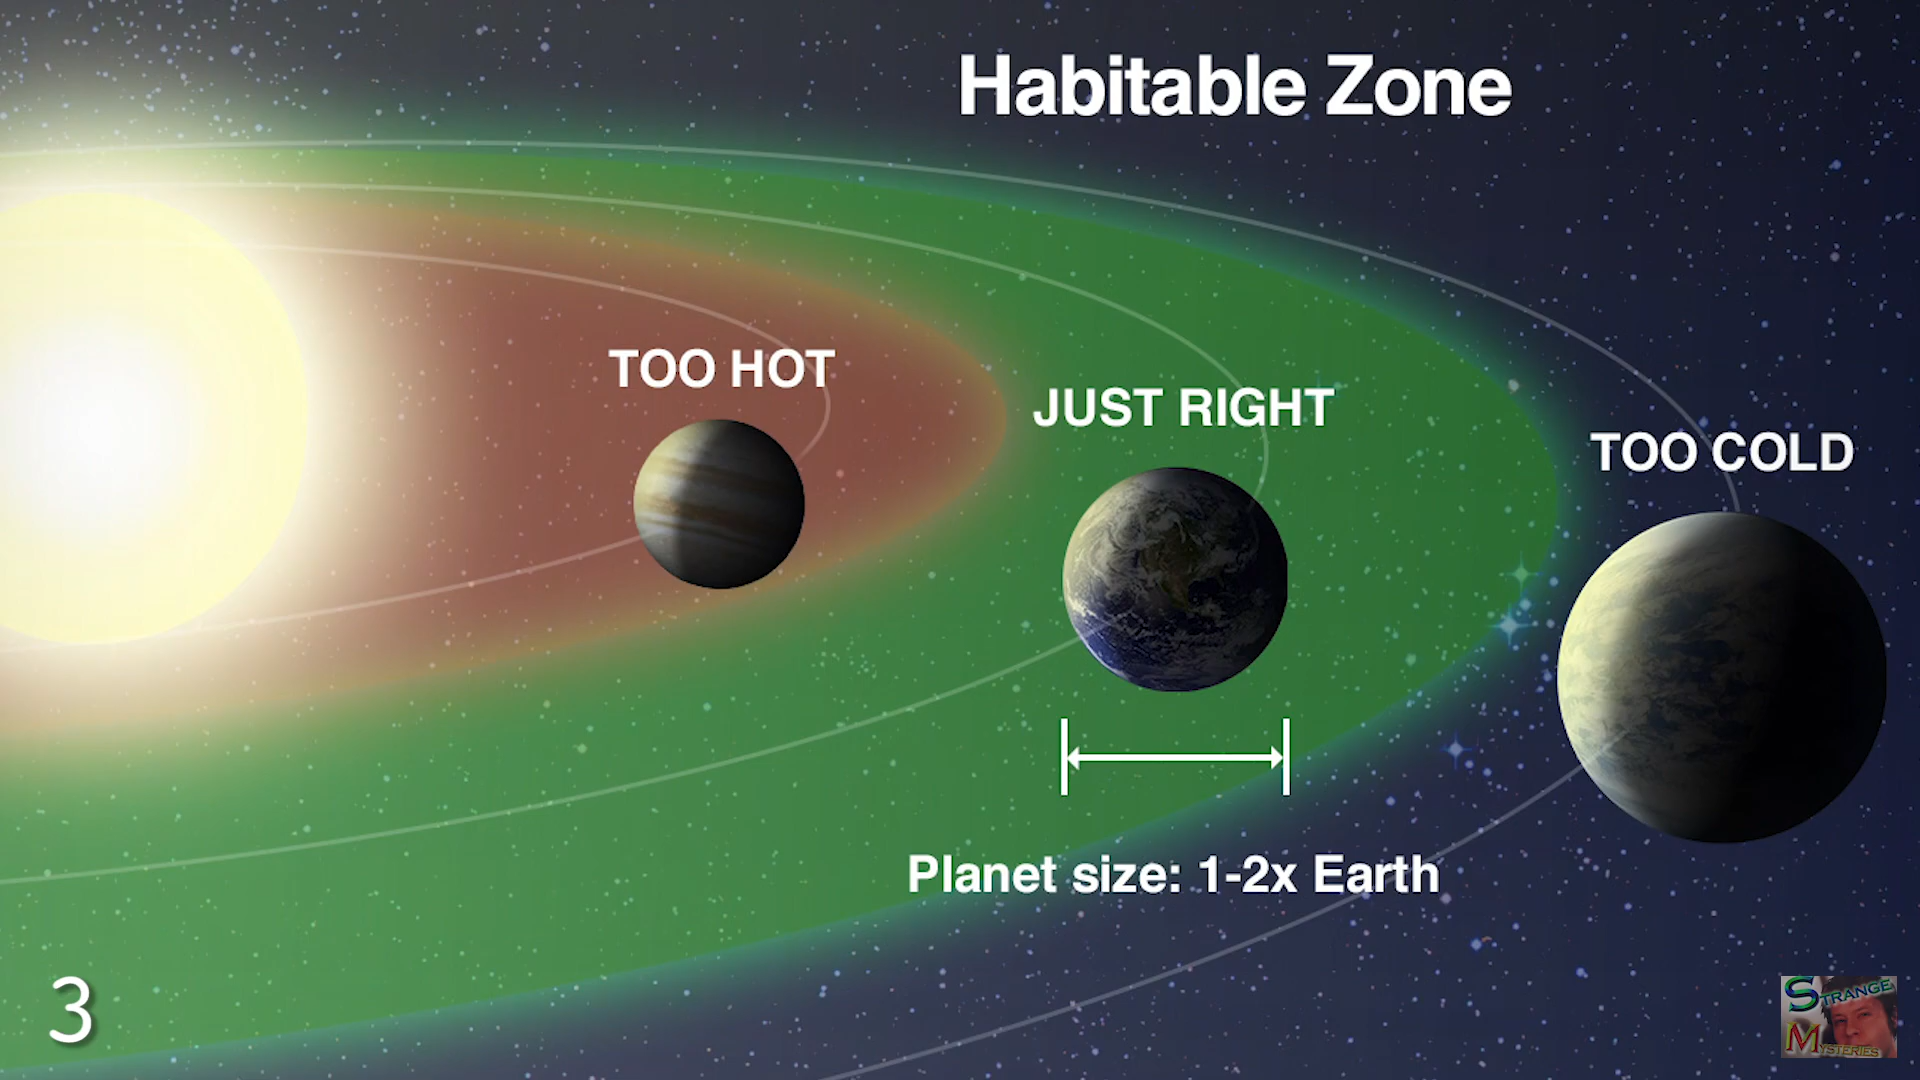 Habitable Zone
TOO HOT
JUST RIGHT
TOO COLD
Planet size: 1-2x Earth
3
STRANGE
MYSTERIES